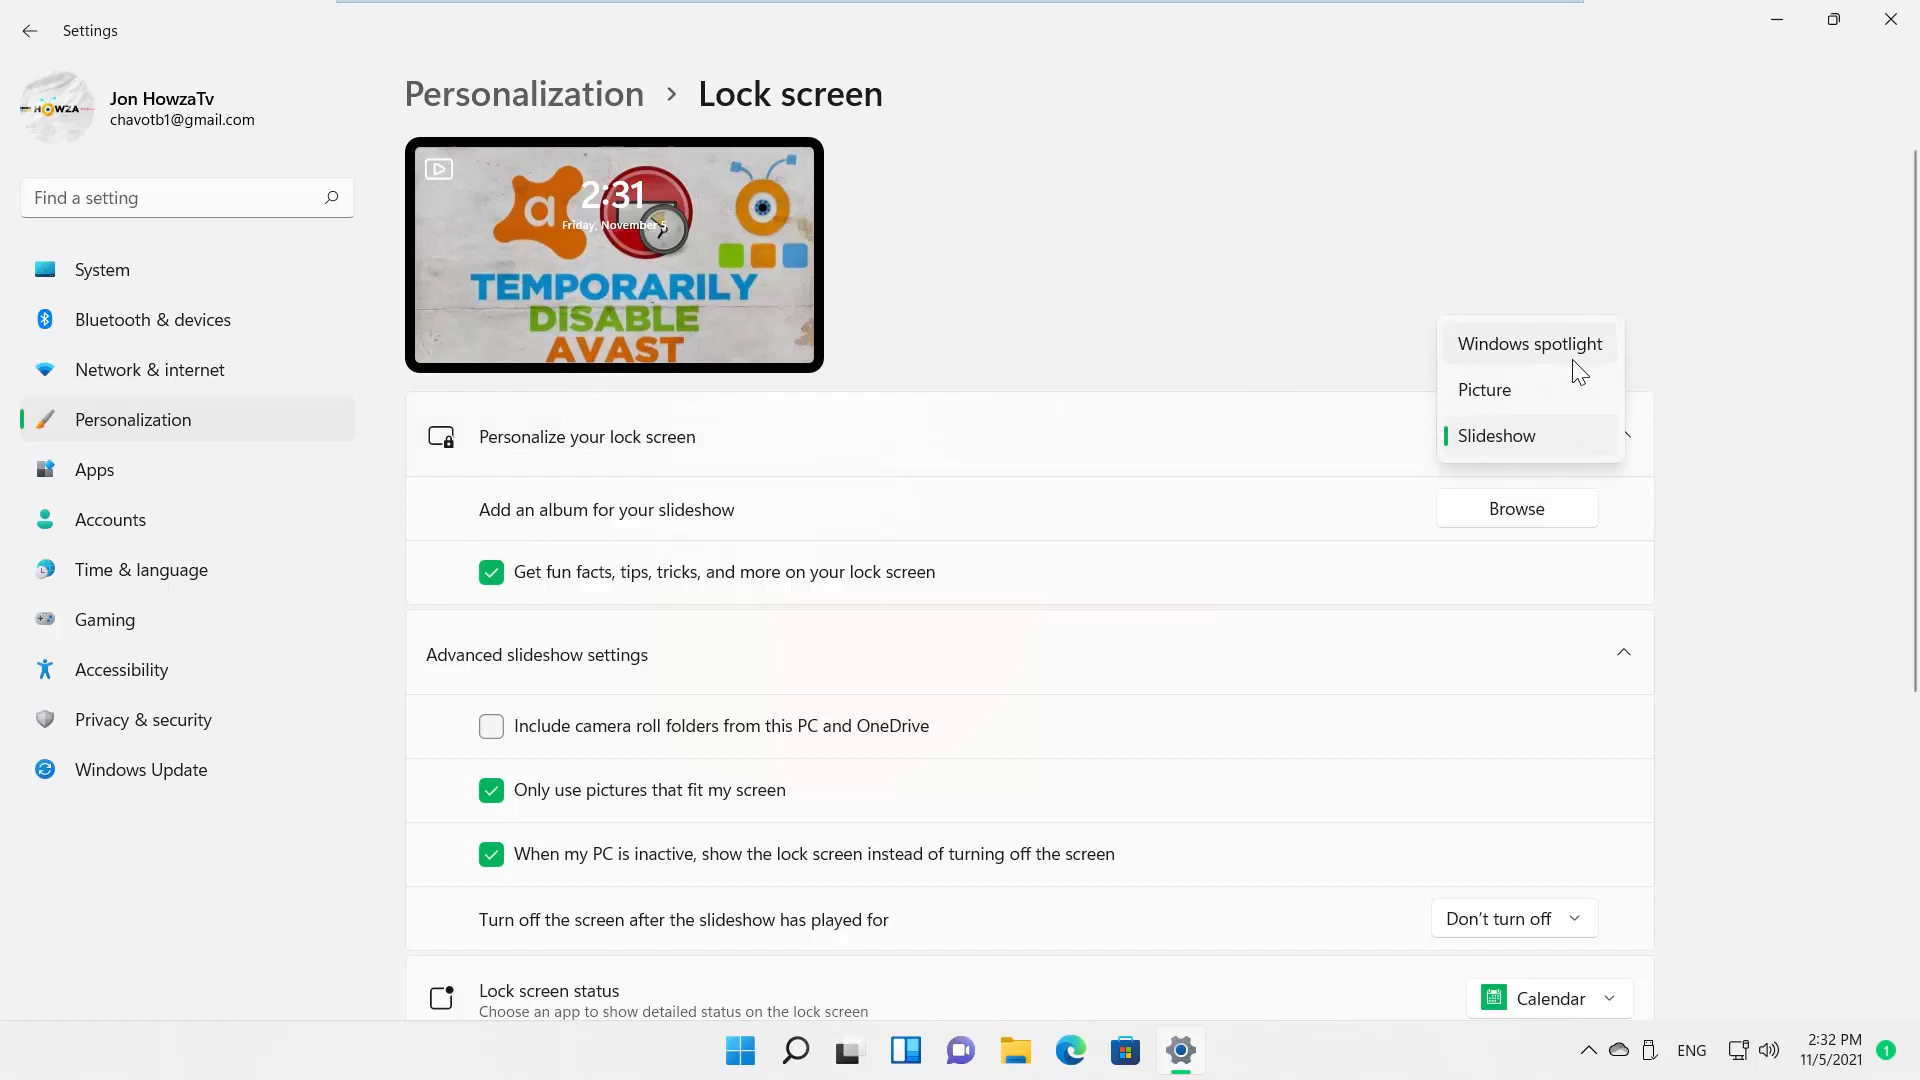 Settings
Jon HowzaTv
chavotb1@gmail.com
Find a setting
System
Bluetooth & devices
Network & internet
Personalization
Apps
Accounts
Time & language
Gaming
Accessibility
Privacy & security
Windows Update
Personalization > Lock screen
2:31
Friday, November 5
HOWZA
a
TEMPORARILY
DISABLE
AVAST
Windows spotlight
Picture
Slideshow
Personalize your lock screen
Add an album for your slideshow
Browse
Get fun facts, tips, tricks, and more on your lock screen
Advanced slideshow settings
Include camera roll folders from this PC and OneDrive
Only use pictures that fit my screen
When my PC is inactive, show the lock screen instead of turning off the screen
Turn off the screen after the slideshow has played for
Don't turn off
Lock screen status
Choose an app to show detailed status on the lock screen
Calendar
ENG
2:32 PM
11/5/2021
1